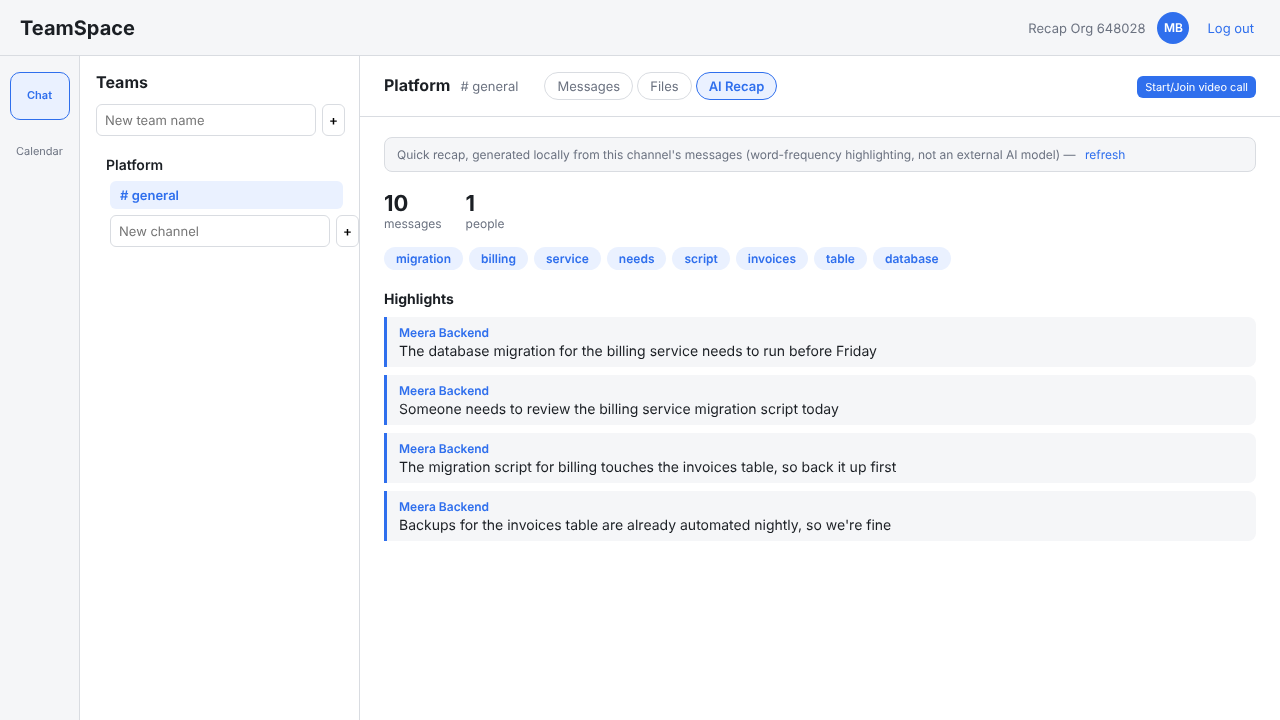 TeamSpace
Recap Org 648028
MB
Log out
Chat
Calendar
Teams
New team name
+
Platform
# general
New channel
+
Platform
# general
Messages
Files
AI Recap
Start/Join video call
Quick recap, generated locally from this channel's messages (word-frequency highlighting, not an external AI model) — refresh
10
messages
1
people
migration
billing
service
needs
script
invoices
table
database
Highlights
Meera Backend
The database migration for the billing service needs to run before Friday
Meera Backend
Someone needs to review the billing service migration script today
Meera Backend
The migration script for billing touches the invoices table, so back it up first
Meera Backend
Backups for the invoices table are already automated nightly, so we're fine